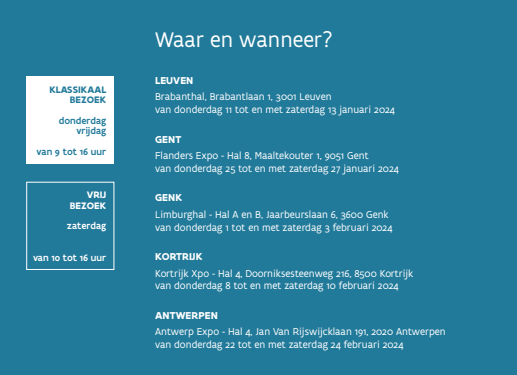 Waar en wanneer?
KLASSIKAAL
BEZOEK
donderdag
vrijdag
van 9 tot 16 uur
VRIJ
BEZOEK
zaterdag
van 10 tot 16 uur
LEUVEN
Brabanthal, Brabantlaan 1, 3001 Leuven
van donderdag 11 tot en met zaterdag 13 januari 2024
GENT
Flanders Expo - Hal 8, Maaltekouter 1, 9051 Gent
van donderdag 25 tot en met zaterdag 27 januari 2024
GENK
Limburghal - Hal A en B, Jaarbeurslaan 6, 3600 Genk
van donderdag 1 tot en met zaterdag 3 februari 2024
KORTRIJK
Kortrijk Xpo - Hal 4, Doorniksesteenweg 216, 8500 Kortrijk
van donderdag 8 tot en met zaterdag 10 februari 2024
ANTWERPEN
Antwerp Expo - Hal 4, Jan Van Rijswijcklaan 191, 2020 Antwerpen
van donderdag 22 tot en met zaterdag 24 februari 2024